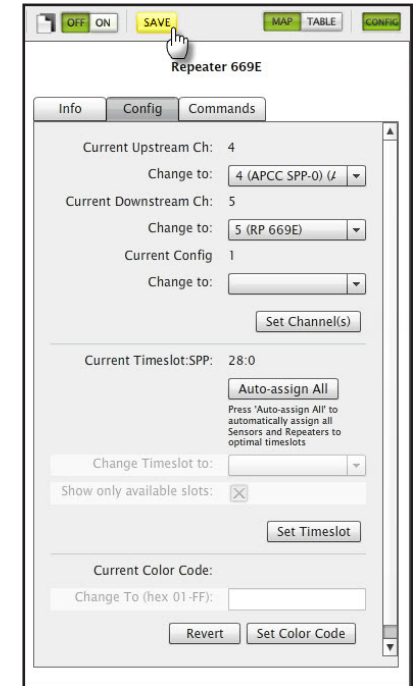 OFF ON SAVE MAP TABLE CONFIG
Repeater 669E
Info Config Commands
Current Upstream Ch: 4
Change to: 4 (APCC SPP-0) (
Current Downstream Ch: 5
Change to: 5 (RP 669E)
Current Config 1
Change to:
Set Channel(s)
Current Timeslot:SPP: 28:0
Auto-assign All
Press 'Auto-assign All' to
automatically assign all
Sensors and Repeaters to
optimal timeslots
Change Timeslot to:
Show only available slots:
Set Timeslot
Current Color Code:
Change To (hex 01-FF):
Revert Set Color Code